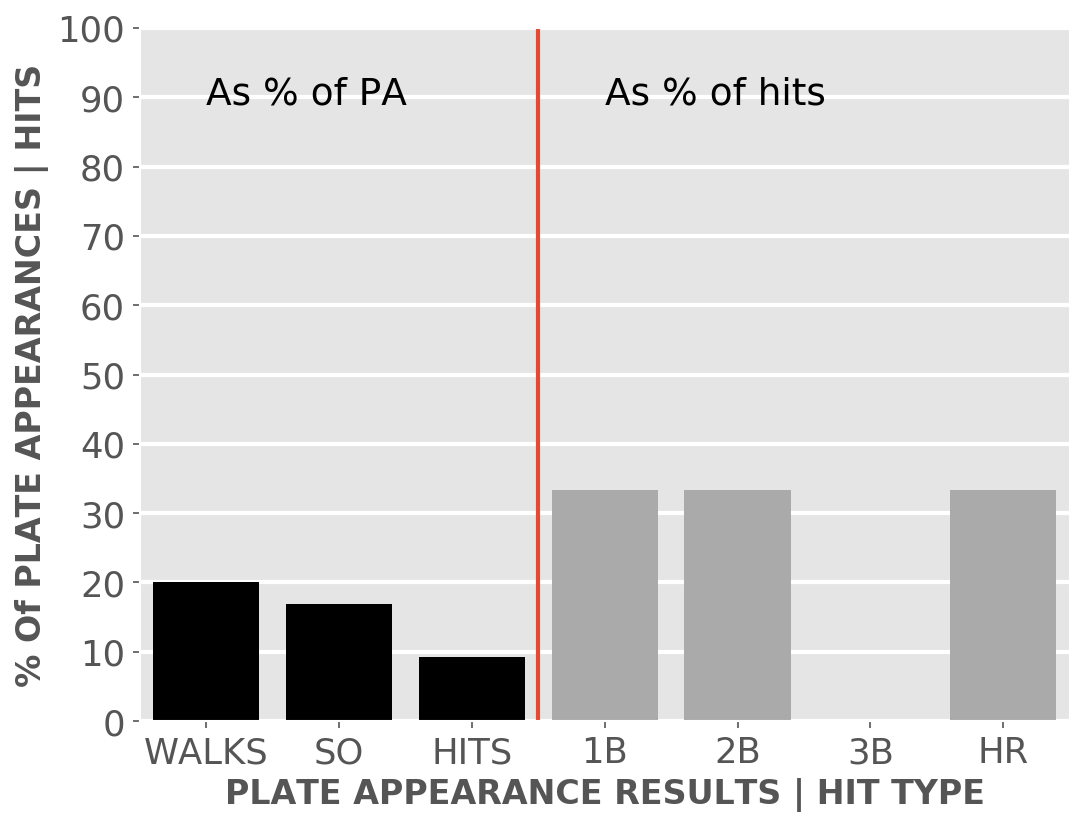 % Of PLATE APPEARANCES | HITS
100
90
80
70
60
50
40
30
20
10
0
As % of PA
As % of hits
WALKS SO HITS 1B 2B 3B HR
PLATE APPEARANCE RESULTS | HIT TYPE